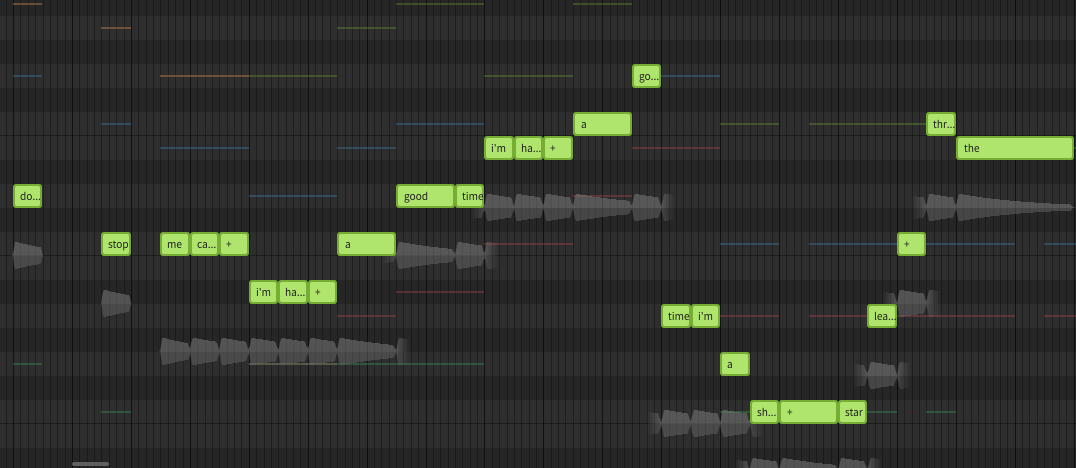 do...
stop
me ca... +
i'm ha... +
a
good time
i'm ha... +
a
go...
time i'm
a
sh... + star
lea...
+
thr...
the